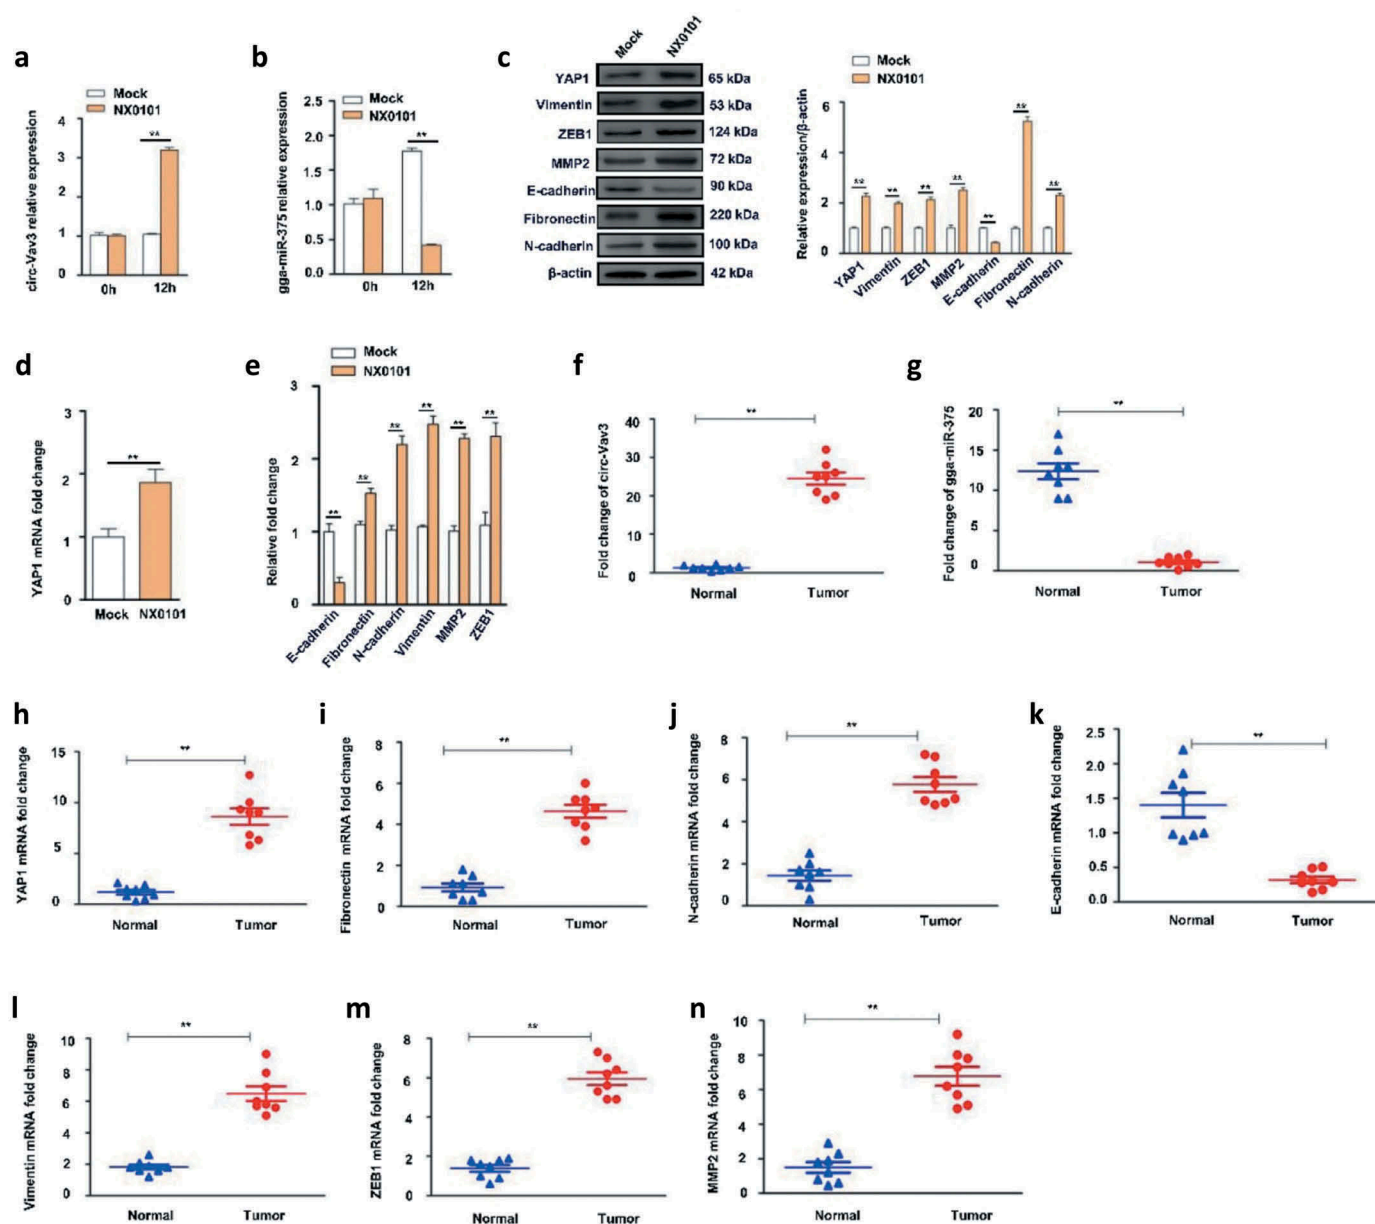 a
Mock
NX0101
circ-Vav3 relative expression
4
3
2
1
0
**
0h
12h
b
Mock
NX0101
gga-miR-375 relative expression
2.5
2.0
1.5
1.0
0.5
0.0
**
0h
12h
c
Mock
NX0101
YAP1
65 kDa
Vimentin
53 kDa
ZEB1
124 kDa
MMP2
72 kDa
E-cadherin
90 kDa
Fibronectin
220 kDa
N-cadherin
100 kDa
β-actin
42 kDa
Mock
NX0101
Relative expression/β-actin
6
4
2
0
**
**
**
**
**
**
**
YAP1
Vimentin
ZEB1
MMP2
E-cadherin
Fibronectin
N-cadherin
d
YAP1 mRNA fold change
3
2
1
0
**
Mock
NX0101
e
Mock
NX0101
Relative fold change
3
2
1
0
**
**
**
**
**
**
E-cadherin
Fibronectin
N-cadherin
Vimentin
MMP2
ZEB1
f
Fold change of circ-Vav3
40
30
20
10
0
**
Normal
Tumor
g
Fold change of gga-miR-375
20
15
10
5
0
**
Normal
Tumor
h
YAP1 mRNA fold change
15
10
5
0
**
Normal
Tumor
i
Fibronectin mRNA fold change
8
6
4
2
0
**
Normal
Tumor
j
N-cadherin mRNA fold change
8
6
4
2
0
**
Normal
Tumor
k
E-cadherin mRNA fold change
2.5
2.0
1.5
1.0
0.5
0.0
**
Normal
Tumor
l
Vimentin mRNA fold change
10
8
6
4
2
0
**
Normal
Tumor
m
ZEB1 mRNA fold change
8
6
4
2
0
**
Normal
Tumor
n
MMP2 mRNA fold change
10
8
6
4
2
0
**
Normal
Tumor